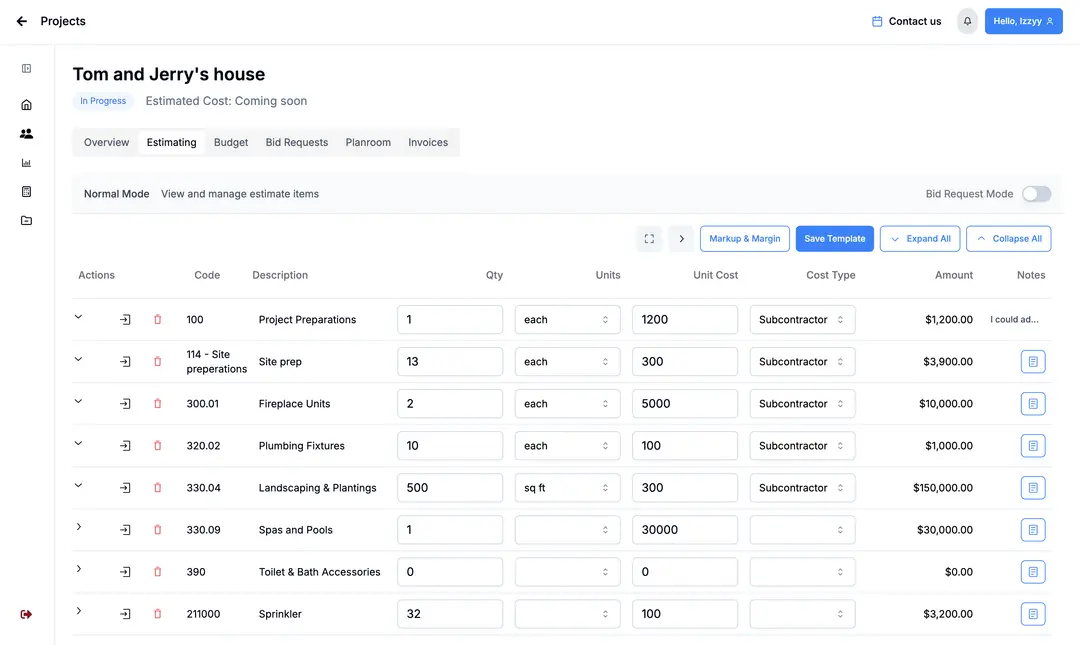 Projects
Contact us
Hello, Izzyy
Tom and Jerry's house
In Progress
Estimated Cost: Coming soon
Overview Estimating Budget Bid Requests Planroom Invoices
Normal Mode View and manage estimate items
Bid Request Mode
Markup & Margin Save Template Expand All Collapse All
Actions Code Description Qty Units Unit Cost Cost Type Amount Notes
100 Project Preparations 1 each 1200 Subcontractor $1,200.00 I could ad...
114 - Site
preperations Site prep 13 each 300 Subcontractor $3,900.00
300.01 Fireplace Units 2 each 5000 Subcontractor $10,000.00
320.02 Plumbing Fixtures 10 each 100 Subcontractor $1,000.00
330.04 Landscaping & Plantings 500 sq ft 300 Subcontractor $150,000.00
330.09 Spas and Pools 1 30000 $30,000.00
390 Toilet & Bath Accessories 0 0 $0.00
211000 Sprinkler 32 100 $3,200.00